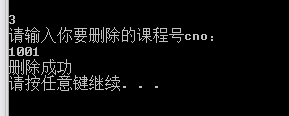 3
请输入你要删除的课程号cno：
1001
删除成功
请按任意键继续. . .